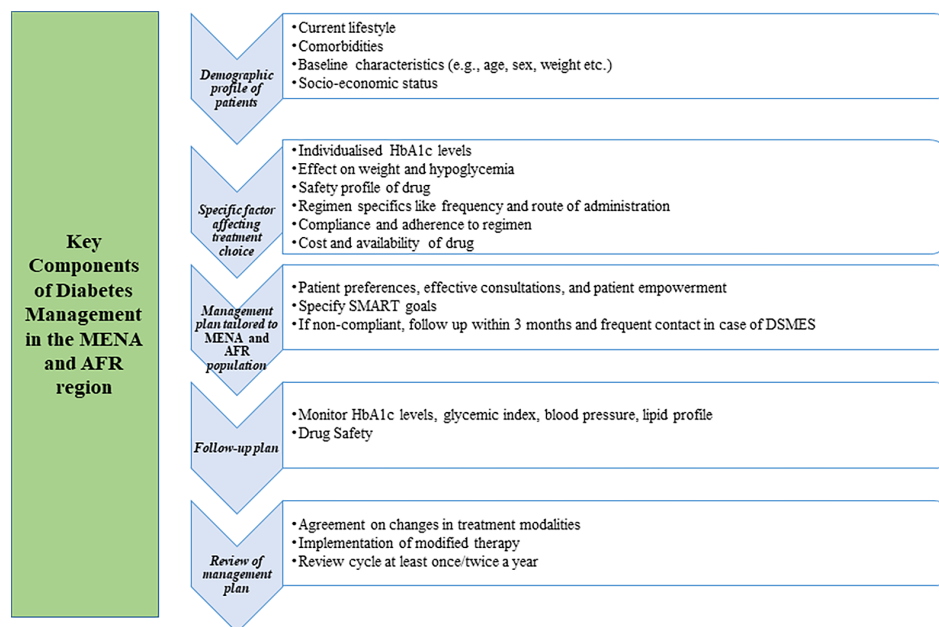 Key
Components
of Diabetes
Management
in the MENA
and AFR
region
Demographic
profile of
patients
•Current lifestyle
•Comorbidities
•Baseline characteristics (e.g., age, sex, weight etc.)
•Socio-economic status
Specific factor
affecting
treatment
choice
•Individualised HbA1c levels
•Effect on weight and hypoglycemia
•Safety profile of drug
•Regimen specifics like frequency and route of administration
•Compliance and adherence to regimen
•Cost and availability of drug
Management
plan tailored to
MENA and
AFR
population
•Patient preferences, effective consultations, and patient empowerment
•Specify SMART goals
•If non-compliant, follow up within 3 months and frequent contact in case of DSMES
Follow-up plan
•Monitor HbA1c levels, glycemic index, blood pressure, lipid profile
•Drug Safety
Review of
management
plan
•Agreement on changes in treatment modalities
•Implementation of modified therapy
•Review cycle at least once/twice a year